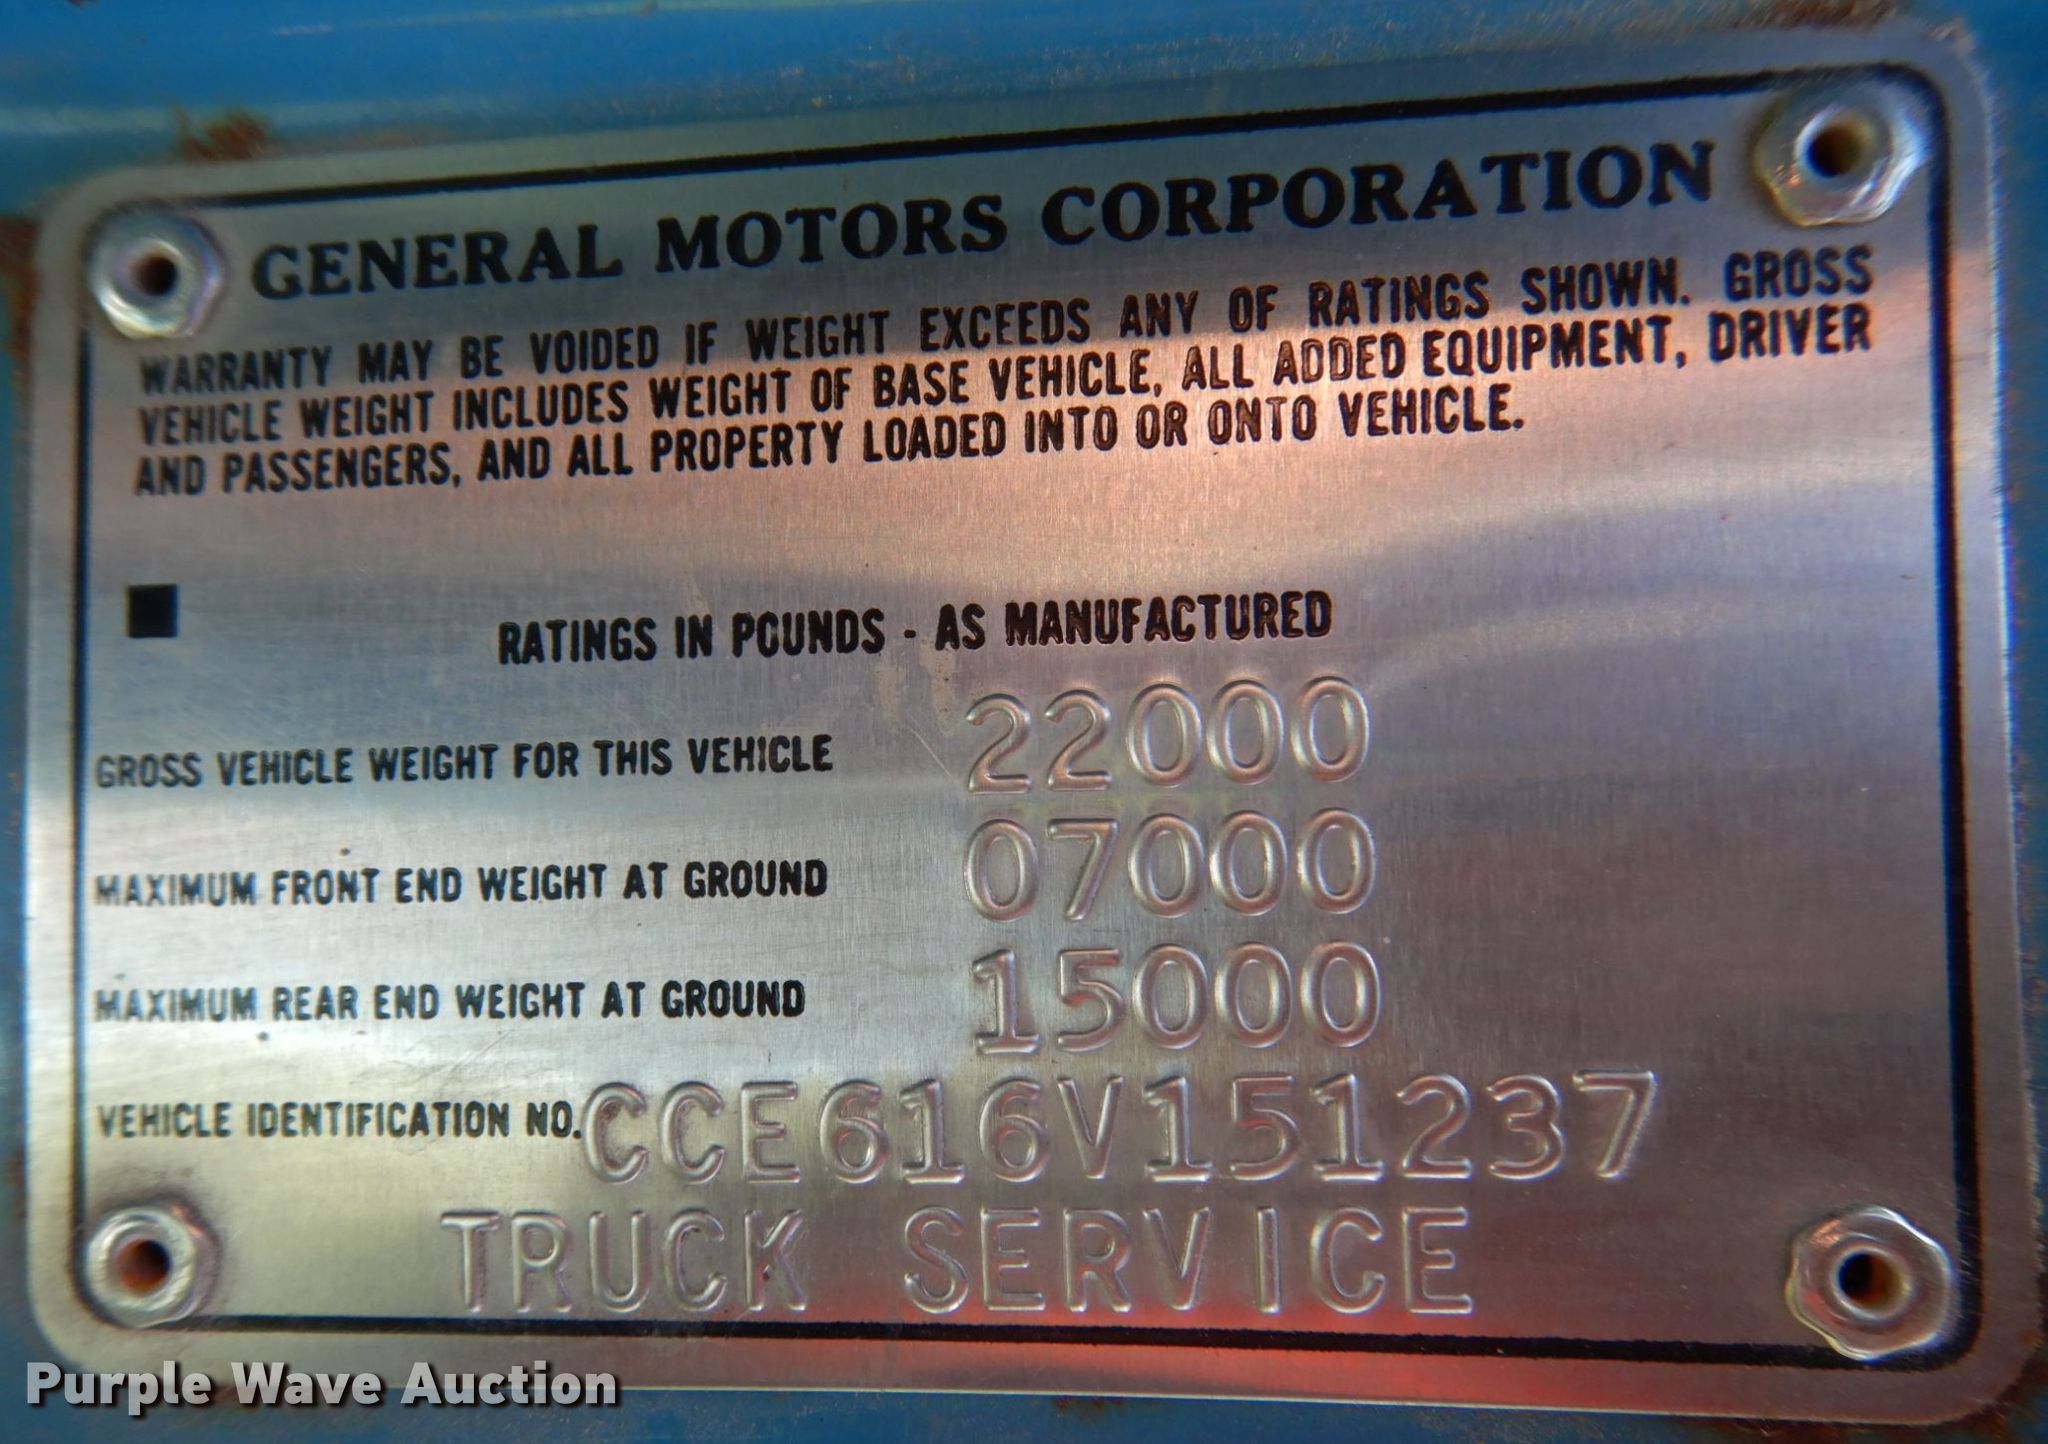 GENERAL MOTORS CORPORATION
WARRANTY MAY BE VOIDED IF WEIGHT EXCEEDS ANY OF RATINGS SHOWN. GROSS
VEHICLE WEIGHT INCLUDES WEIGHT OF BASE VEHICLE, ALL ADDED EQUIPMENT, DRIVER
AND PASSENGERS, AND ALL PROPERTY LOADED INTO OR ONTO VEHICLE.
RATINGS IN POUNDS - AS MANUFACTURED
GROSS VEHICLE WEIGHT FOR THIS VEHICLE 22000
MAXIMUM FRONT END WEIGHT AT GROUND 07000
MAXIMUM REAR END WEIGHT AT GROUND 15000
VEHICLE IDENTIFICATION NO. CCE616V151237
TRUCK SERVICE
Purple Wave Auction